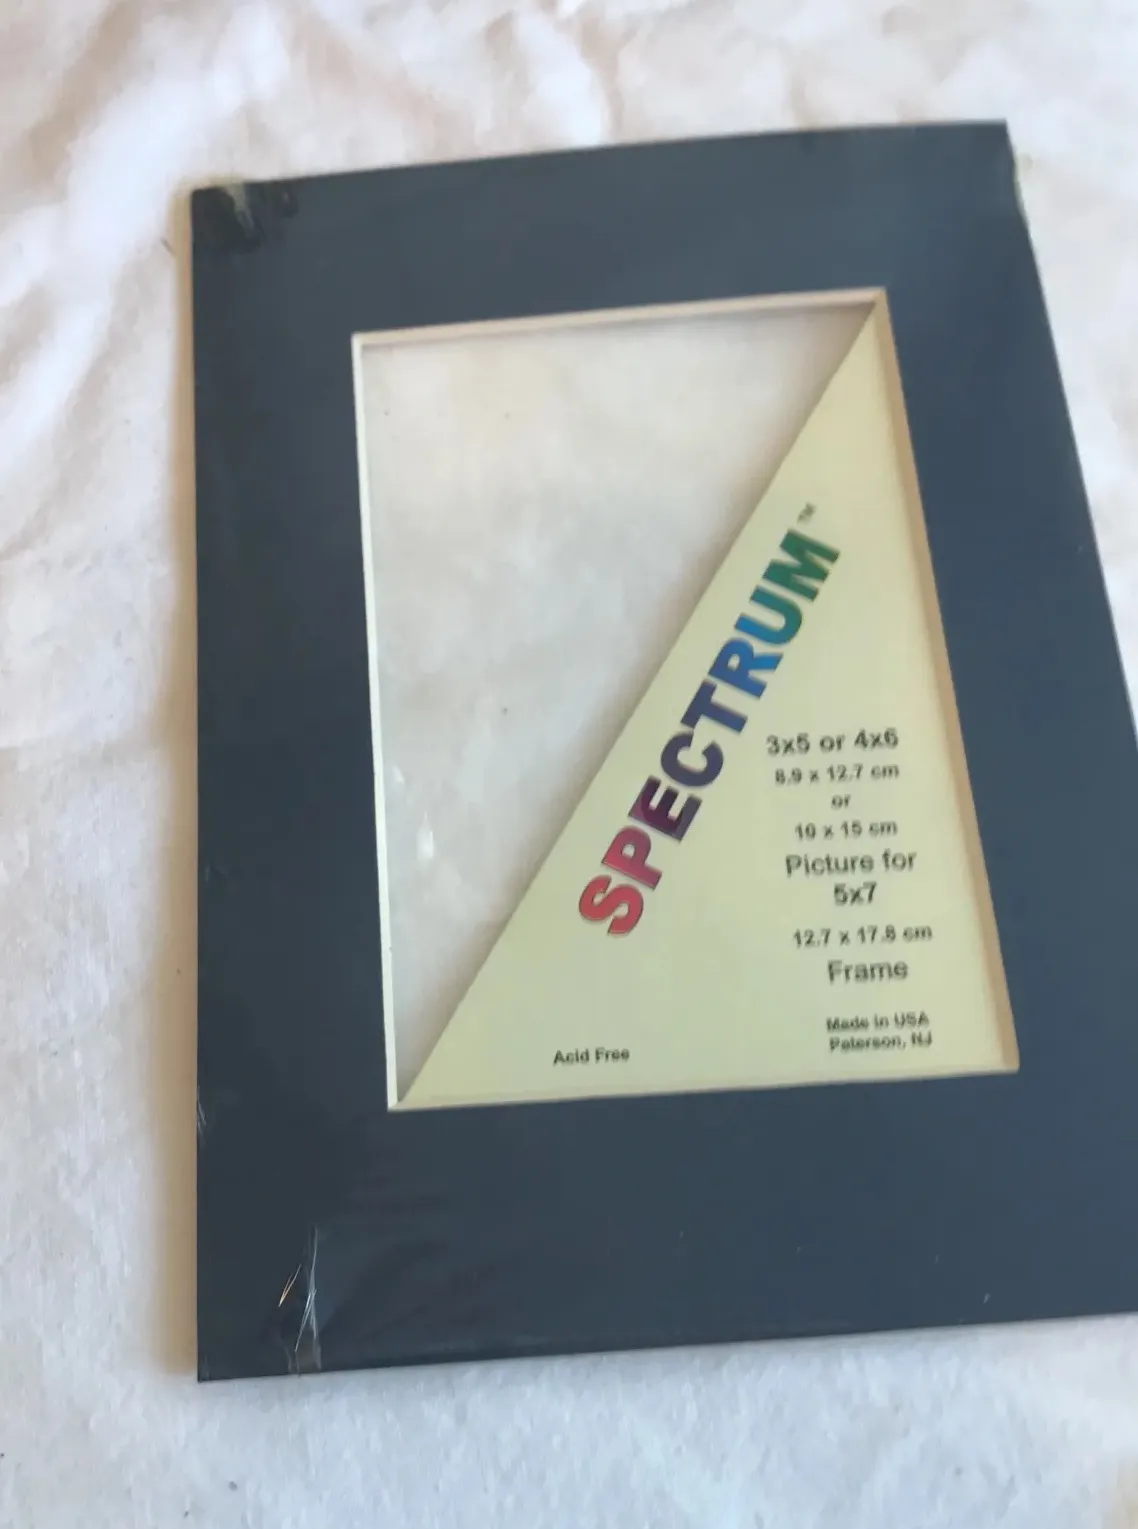 SPECTRUM™
3x5 or 4x6
8.9 x 12.7 cm
or
10 x 15 cm
Picture for
5x7
12.7 x 17.8 cm
Frame
Made in USA
Paterson, NJ
Acid Free